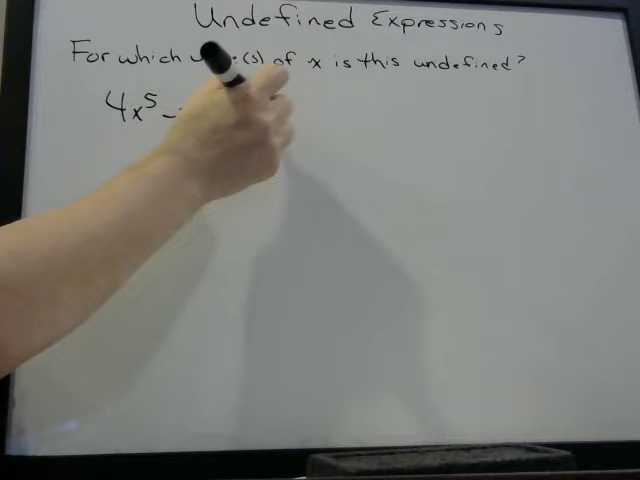 Undefined Expressions
For which (s) of x is this undefined?
4x⁵ -